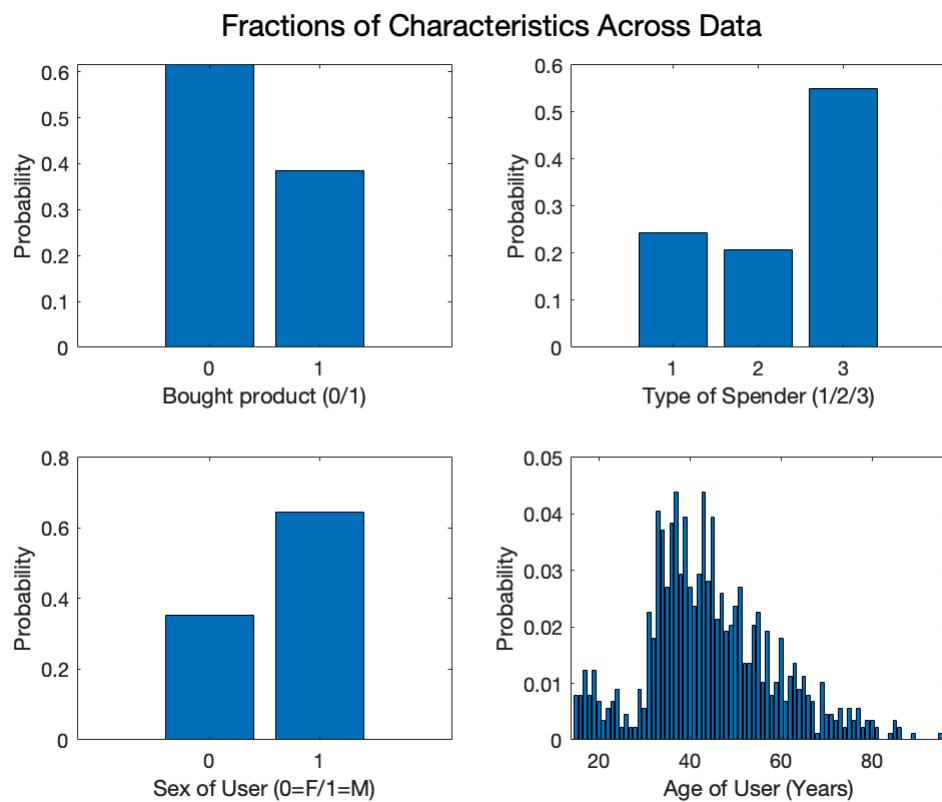 Fractions of Characteristics Across Data
0.6
0.5
0.4
0.3
0.2
0.1
0
Probability
0 1
Bought product (0/1)
0.6
0.5
0.4
0.3
0.2
0.1
0
Probability
1 2 3
Type of Spender (1/2/3)
0.8
0.6
0.4
0.2
0
Probability
0 1
Sex of User (0=F/1=M)
0.05
0.04
0.03
0.02
0.01
0
Probability
20 40 60 80
Age of User (Years)